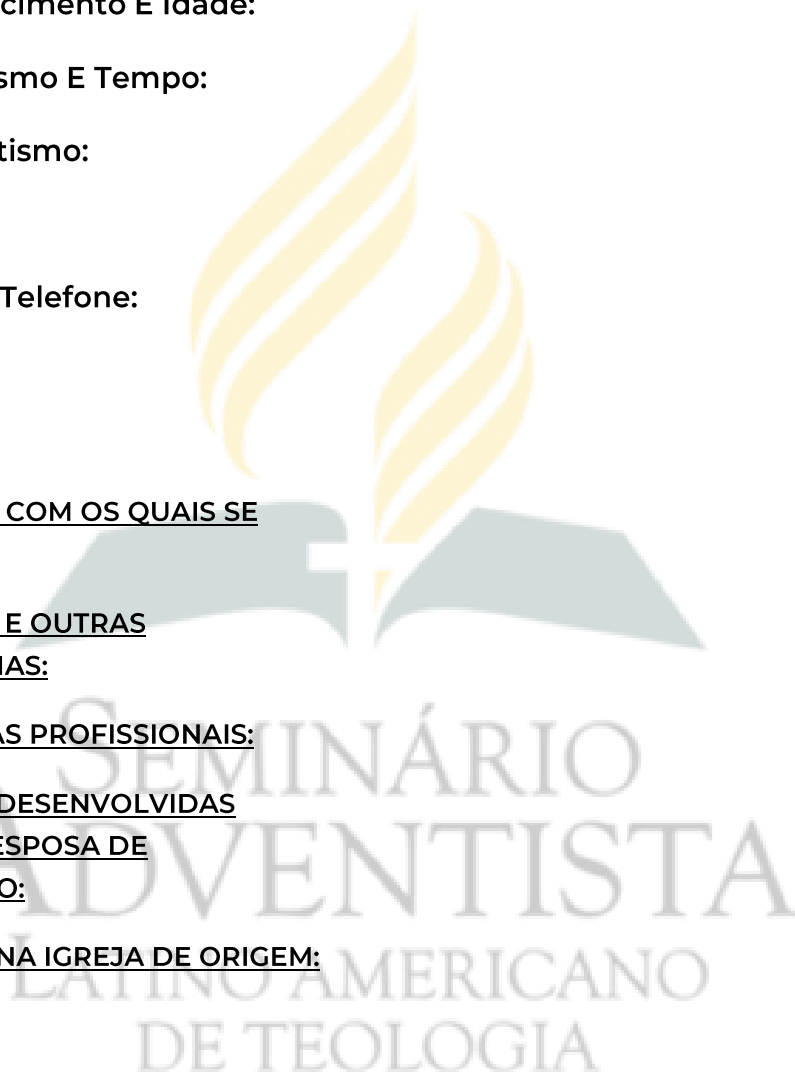 cimento E Idade:
smo E Tempo:
tismo:
Telefone:
COM OS QUAIS SE
E OUTRAS
IAS:
AS PROFISSIONAIS:
DESENVOLVIDAS
ESPOSA DE
O:
NA IGREJA DE ORIGEM:
SEMINÁRIO
ADVENTISTA
LATINO AMERICANO
DE TEOLOGIA